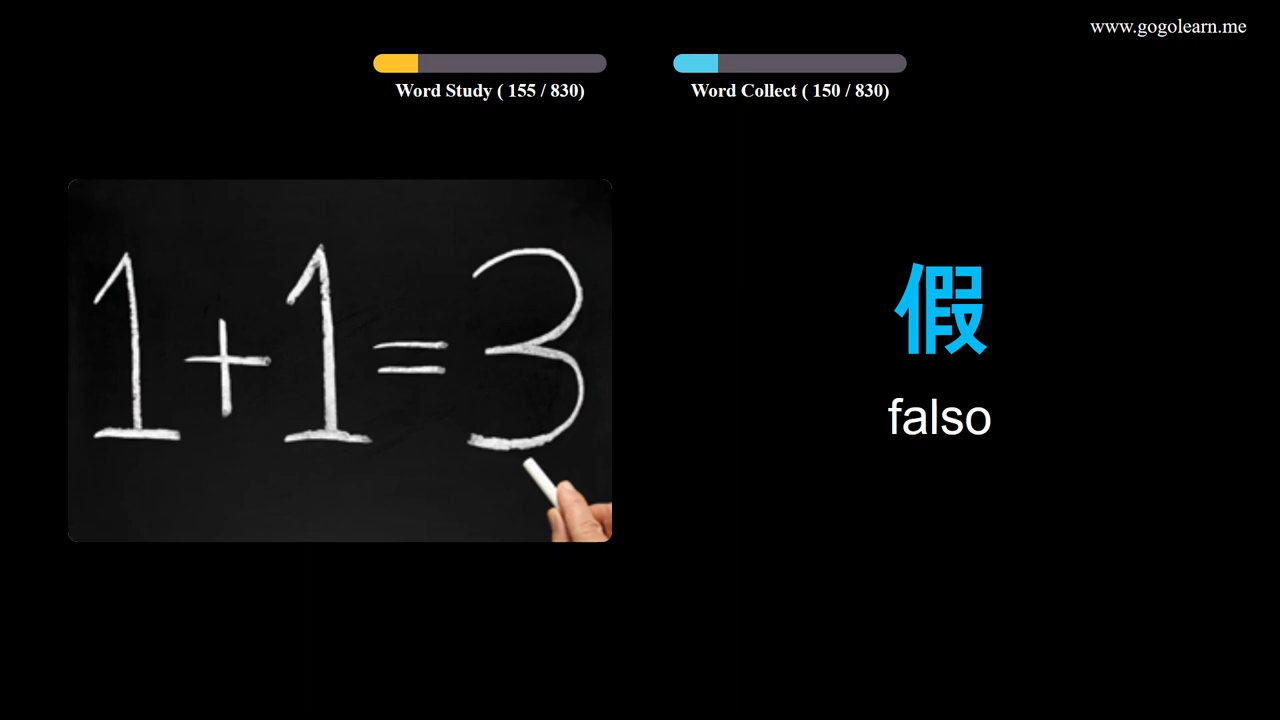 www.gogolearn.me
Word Study ( 155 / 830)
Word Collect ( 150 / 830)
1+1=3
假
falso